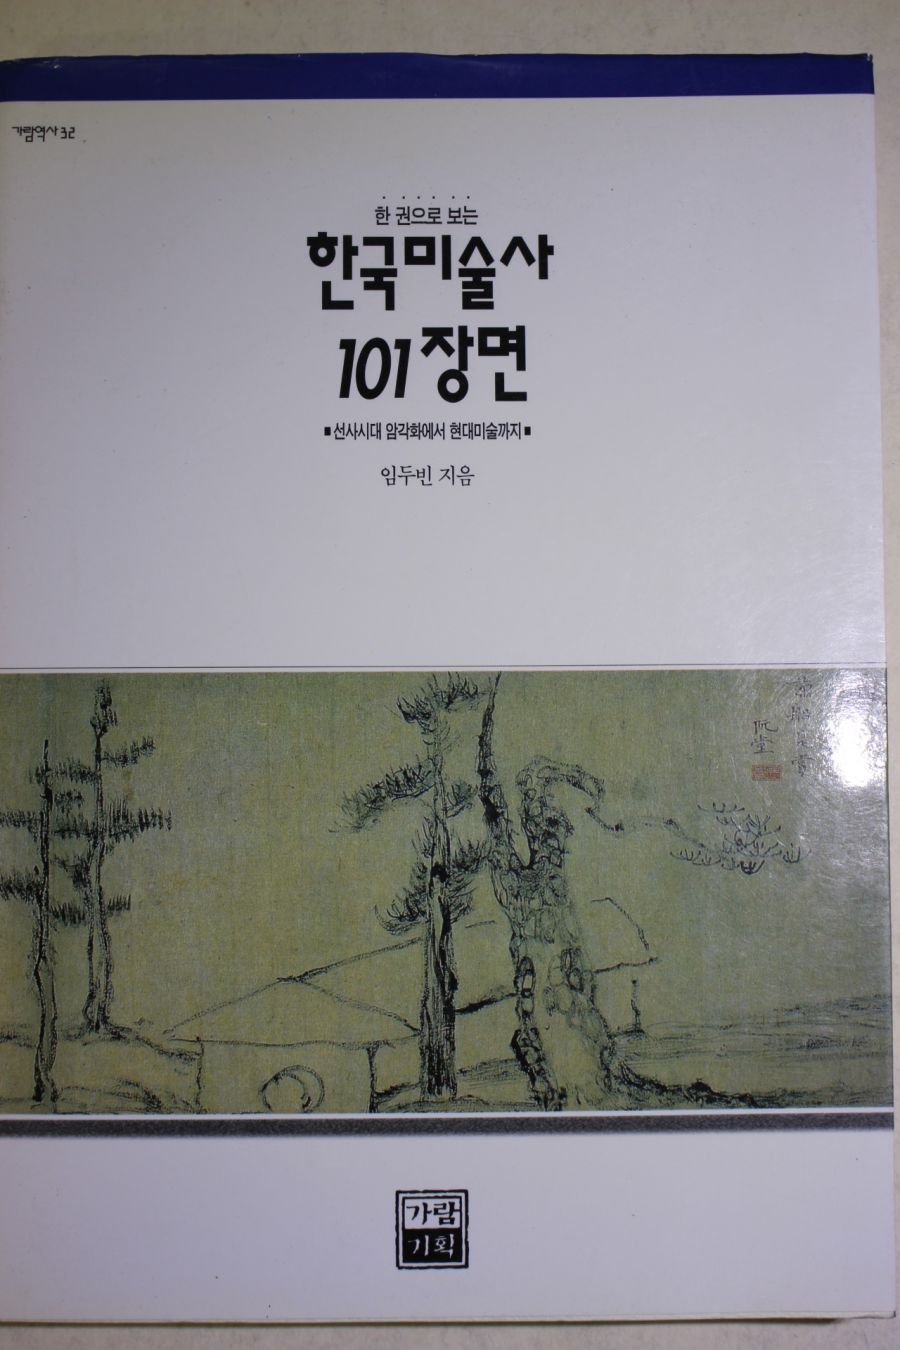 가람역사 32
한 권으로 보는
한국미술사
101 장면
▪선사시대 암각화에서 현대미술까지▪
임두빈 지음
阮堂
가람
기획